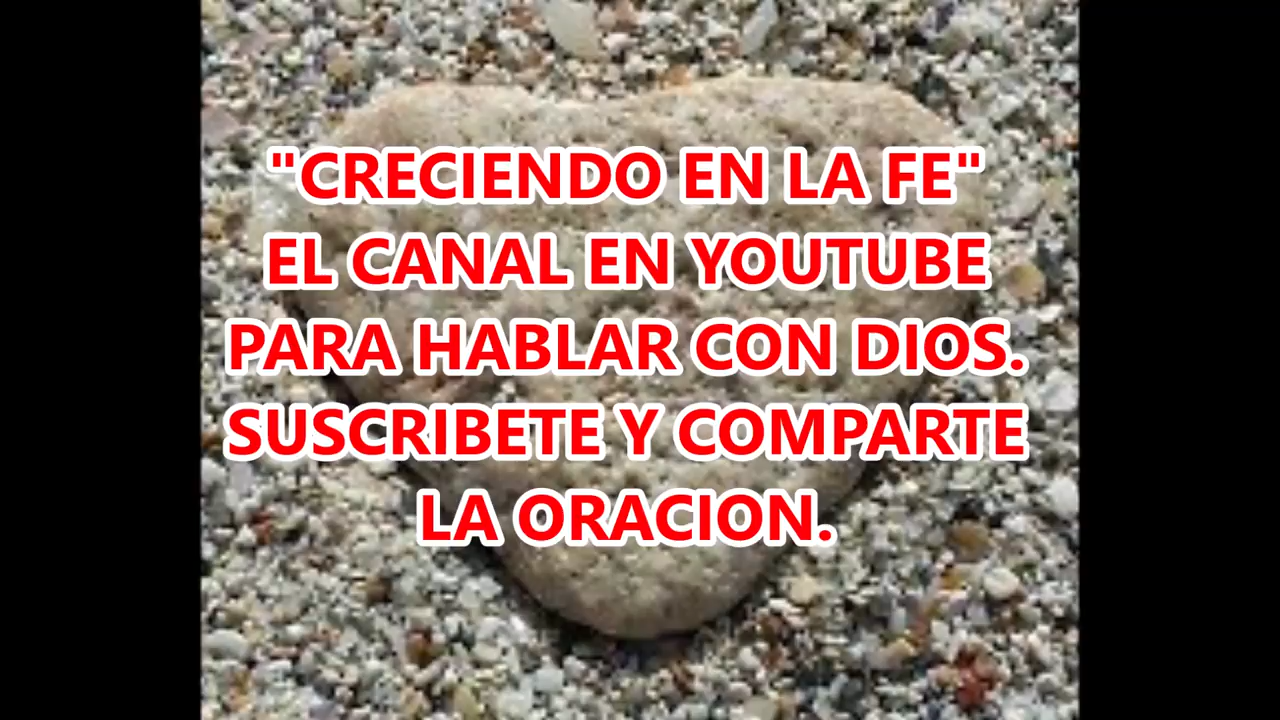 "CRECIENDO EN LA FE"
EL CANAL EN YOUTUBE
PARA HABLAR CON DIOS.
SUSCRIBETE Y COMPARTE
LA ORACION.